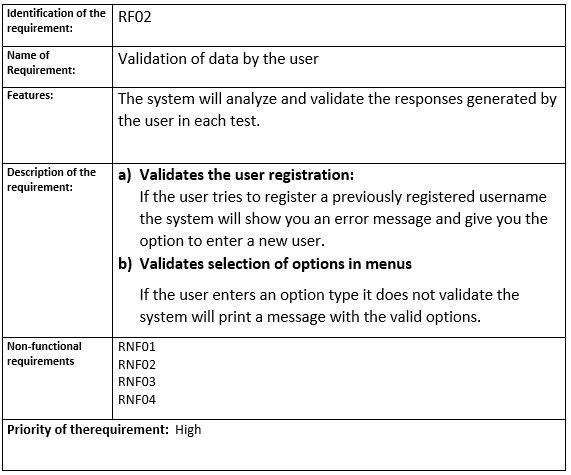 Identification of the
requirement:
RF02
Name of
Requirement:
Validation of data by the user
Features:
The system will analyze and validate the responses generated by
the user in each test.
Description of the
requirement:
a) Validates the user registration:
If the user tries to register a previously registered username
the system will show you an error message and give you the
option to enter a new user.
b) Validates selection of options in menus
If the user enters an option type it does not validate the
system will print a message with the valid options.
Non-functional
requirements
RNF01
RNF02
RNF03
RNF04
Priority of therequirement: High